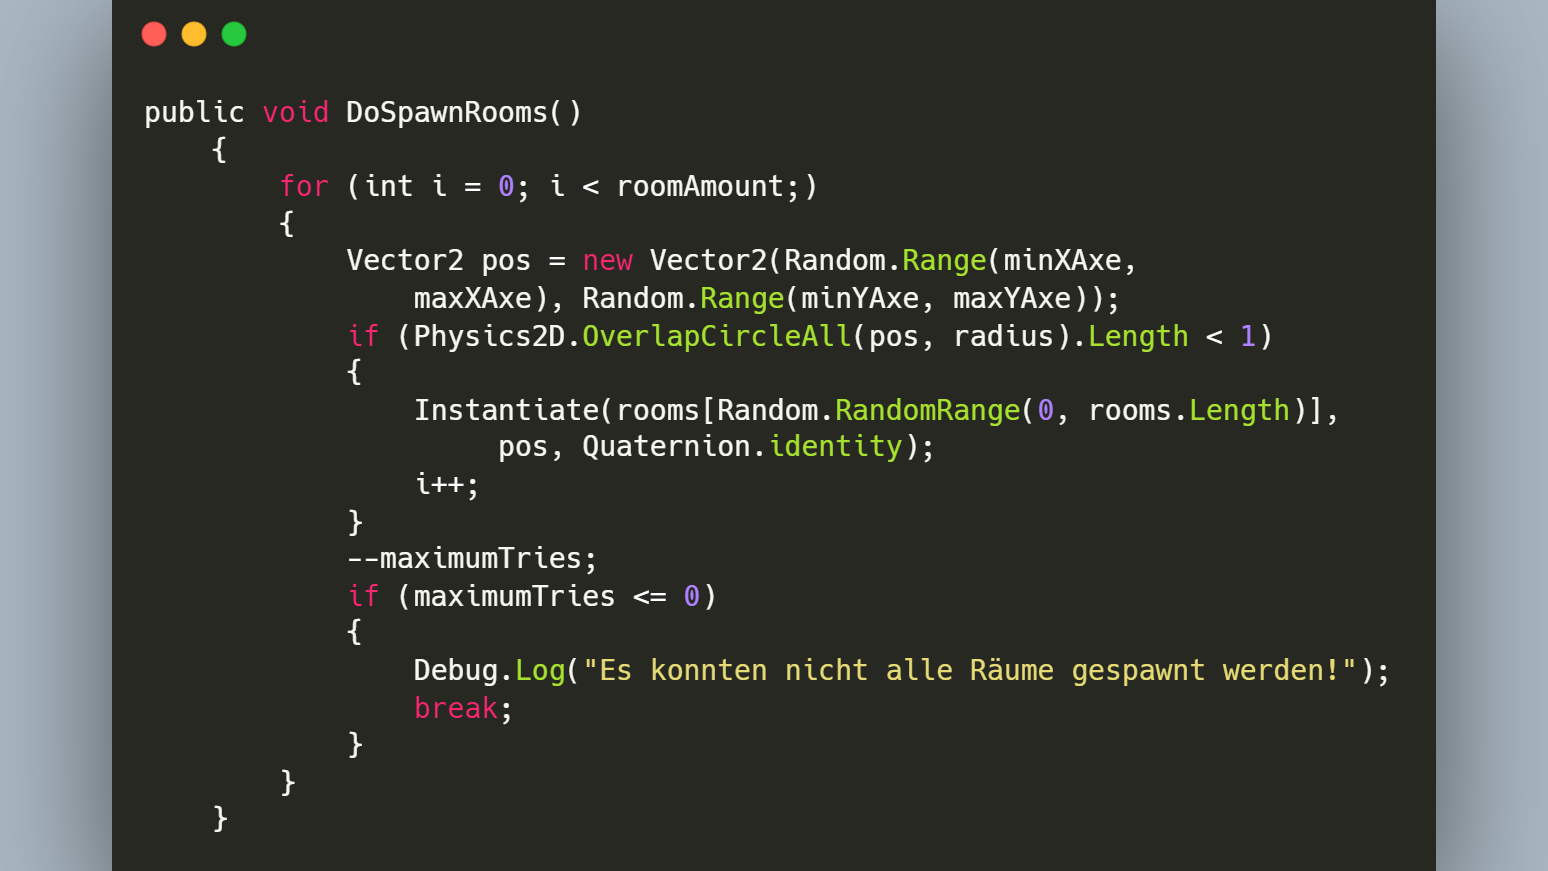 public void DoSpawnRooms()
{
for (int i = 0; i < roomAmount;)
{
Vector2 pos = new Vector2(Random.Range(minXAxe,
maxXAxe), Random.Range(minYAxe, maxYAxe));
if (Physics2D.OverlapCircleAll(pos, radius).Length < 1)
{
Instantiate(rooms[Random.RandomRange(0, rooms.Length)],
pos, Quaternion.identity);
i++;
}
--maximumTries;
if (maximumTries <= 0)
{
Debug.Log("Es konnten nicht alle Räume gespawnt werden!");
break;
}
}
}